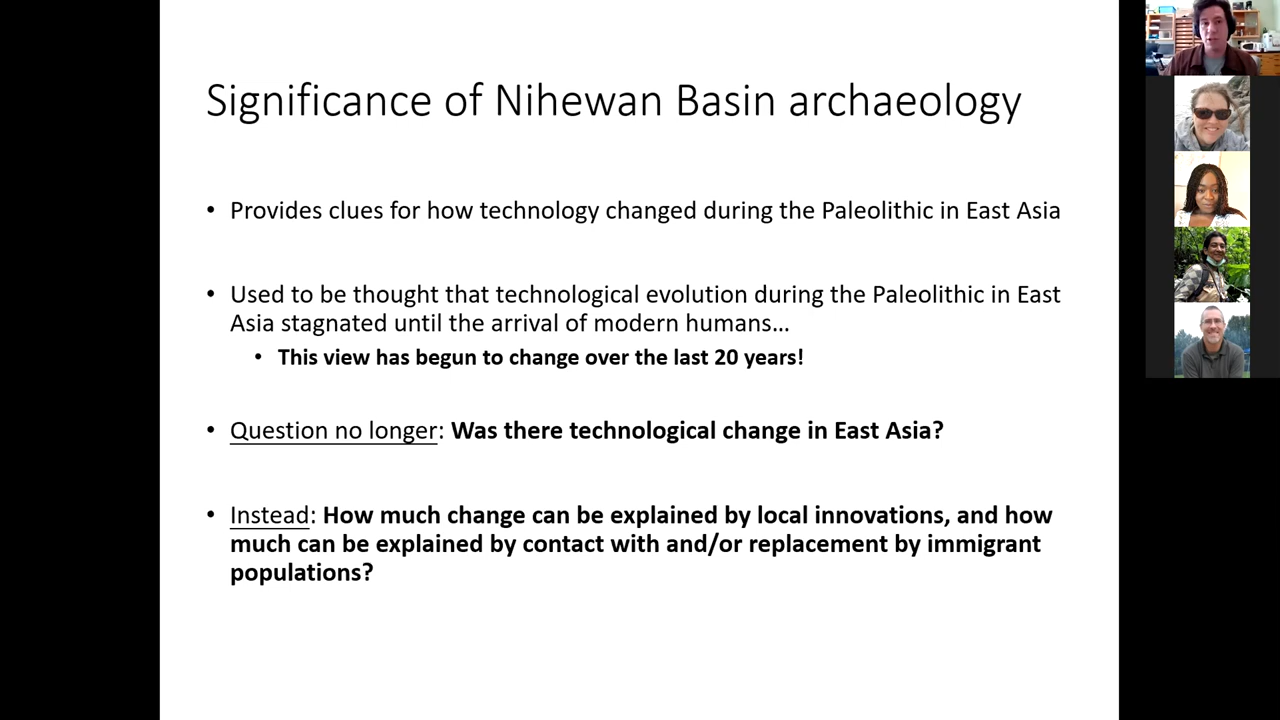 Significance of Nihewan Basin archaeology
• Provides clues for how technology changed during the Paleolithic in East Asia
• Used to be thought that technological evolution during the Paleolithic in East
Asia stagnated until the arrival of modern humans…
• This view has begun to change over the last 20 years!
• Question no longer: Was there technological change in East Asia?
• Instead: How much change can be explained by local innovations, and how
much can be explained by contact with and/or replacement by immigrant
populations?